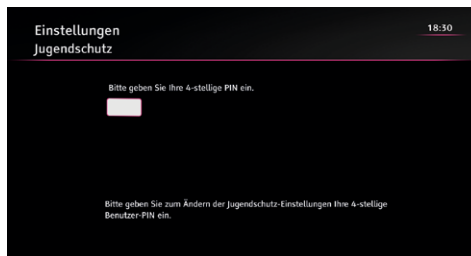 Einstellungen
18:30
Jugendschutz
Bitte geben Sie Ihre 4-stellige PIN ein.
Bitte geben Sie zum Ändern der Jugendschutz-Einstellungen Ihre 4-stellige
Benutzer-PIN ein.